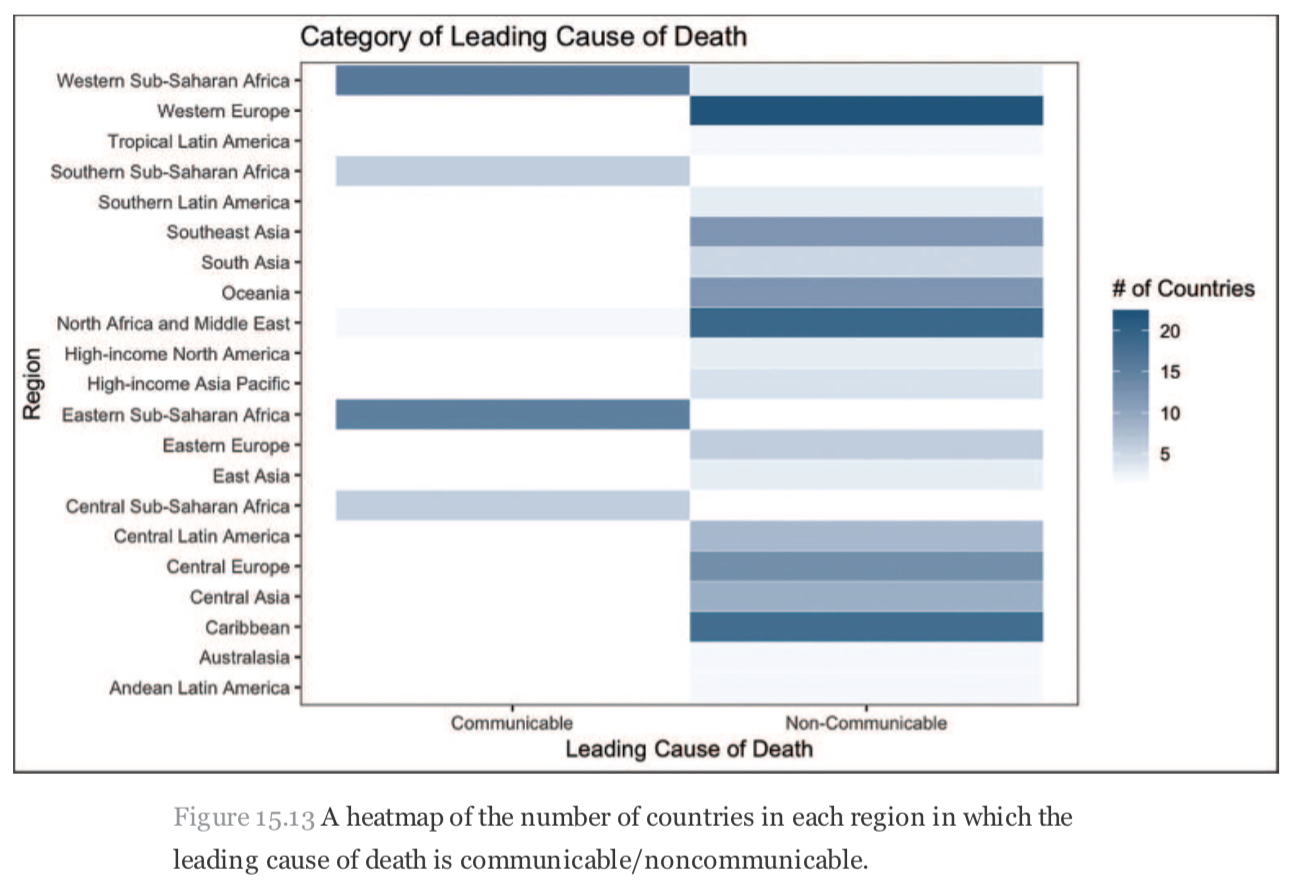 Category of Leading Cause of Death
Western Sub-Saharan Africa
Western Europe
Tropical Latin America
Southern Sub-Saharan Africa
Southern Latin America
Southeast Asia
South Asia
Oceania
North Africa and Middle East
High-income North America
High-income Asia Pacific
Eastern Sub-Saharan Africa
Eastern Europe
East Asia
Central Sub-Saharan Africa
Central Latin America
Central Europe
Central Asia
Caribbean
Australasia
Andean Latin America
Region
Communicable
Non-Communicable
Leading Cause of Death
# of Countries
20
15
10
5
Figure 15.13 A heatmap of the number of countries in each region in which the
leading cause of death is communicable/noncommunicable.